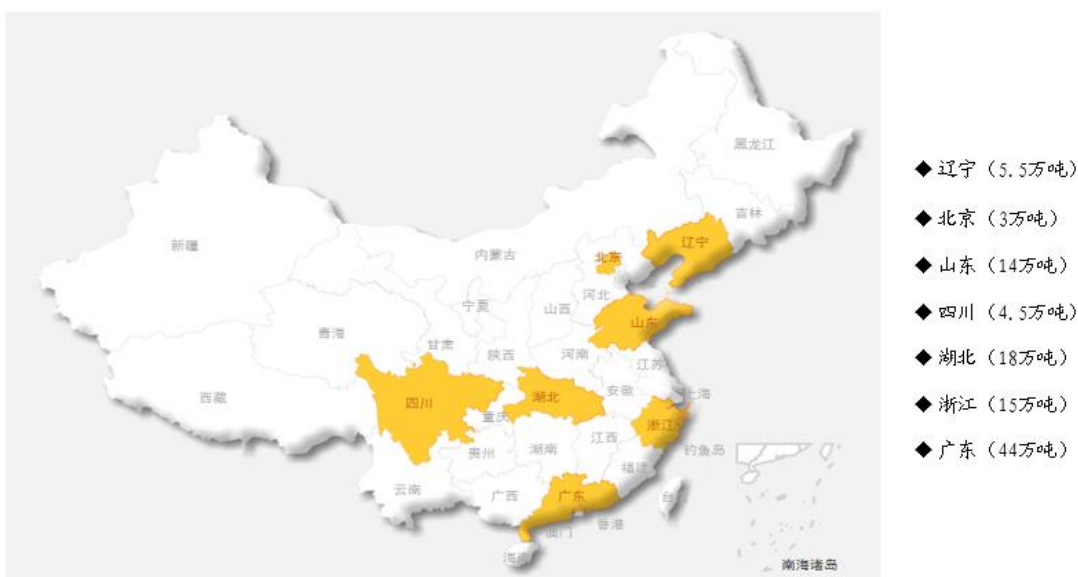 黑龙江
吉林
辽宁
新疆
内蒙古
北京
河北
山西
宁夏
山东
青海
甘肃
陕西
河南
江苏
西藏
四川
重庆
湖北
安徽
上海
浙江
江西
湖南
贵州
福建
钓鱼岛
云南
广西
广东
台
香港
澳门
海南
南海诸岛
◆ 辽宁（5.5万吨）
◆ 北京（3万吨）
◆ 山东（14万吨）
◆ 四川（4.5万吨）
◆ 湖北（18万吨）
◆ 浙江（15万吨）
◆ 广东（44万吨）